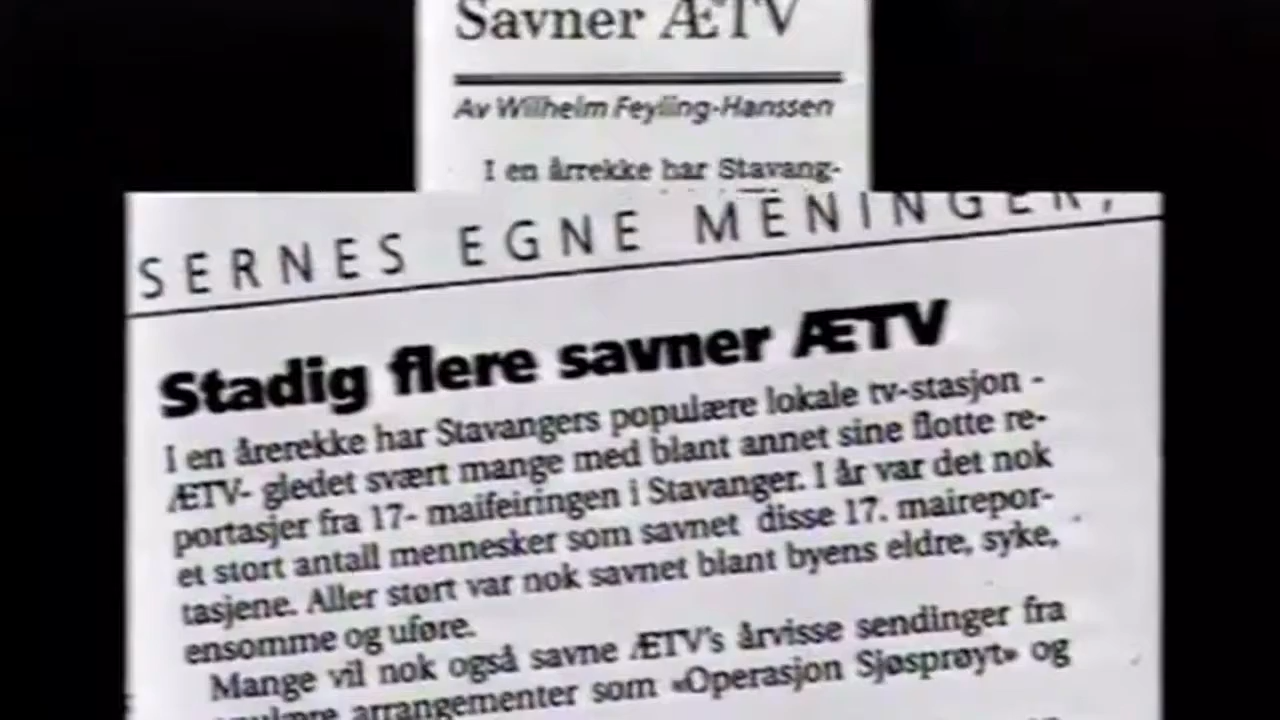 Savner ÆTV
Av Wilhelm Feyling-Hanssen
I en årrekke har Stavang-
SERNES EGNE MENINGER,
Stadig flere savner ÆTV
I en årerekke har Stavangers populære lokale tv-stasjon -
ÆTV- gledet svært mange med blant annet sine flotte re-
portasjer fra 17- maifeiringen i Stavanger. I år var det nok
et stort antall mennesker som savnet disse 17. mairepor-
tasjene. Aller størt var nok savnet blant byens eldre, syke,
ensomme og uføre.
Mange vil nok også savne ÆTV's årvisse sendinger fra
arrangementer som «Operasjon Sjøsprøyt» og